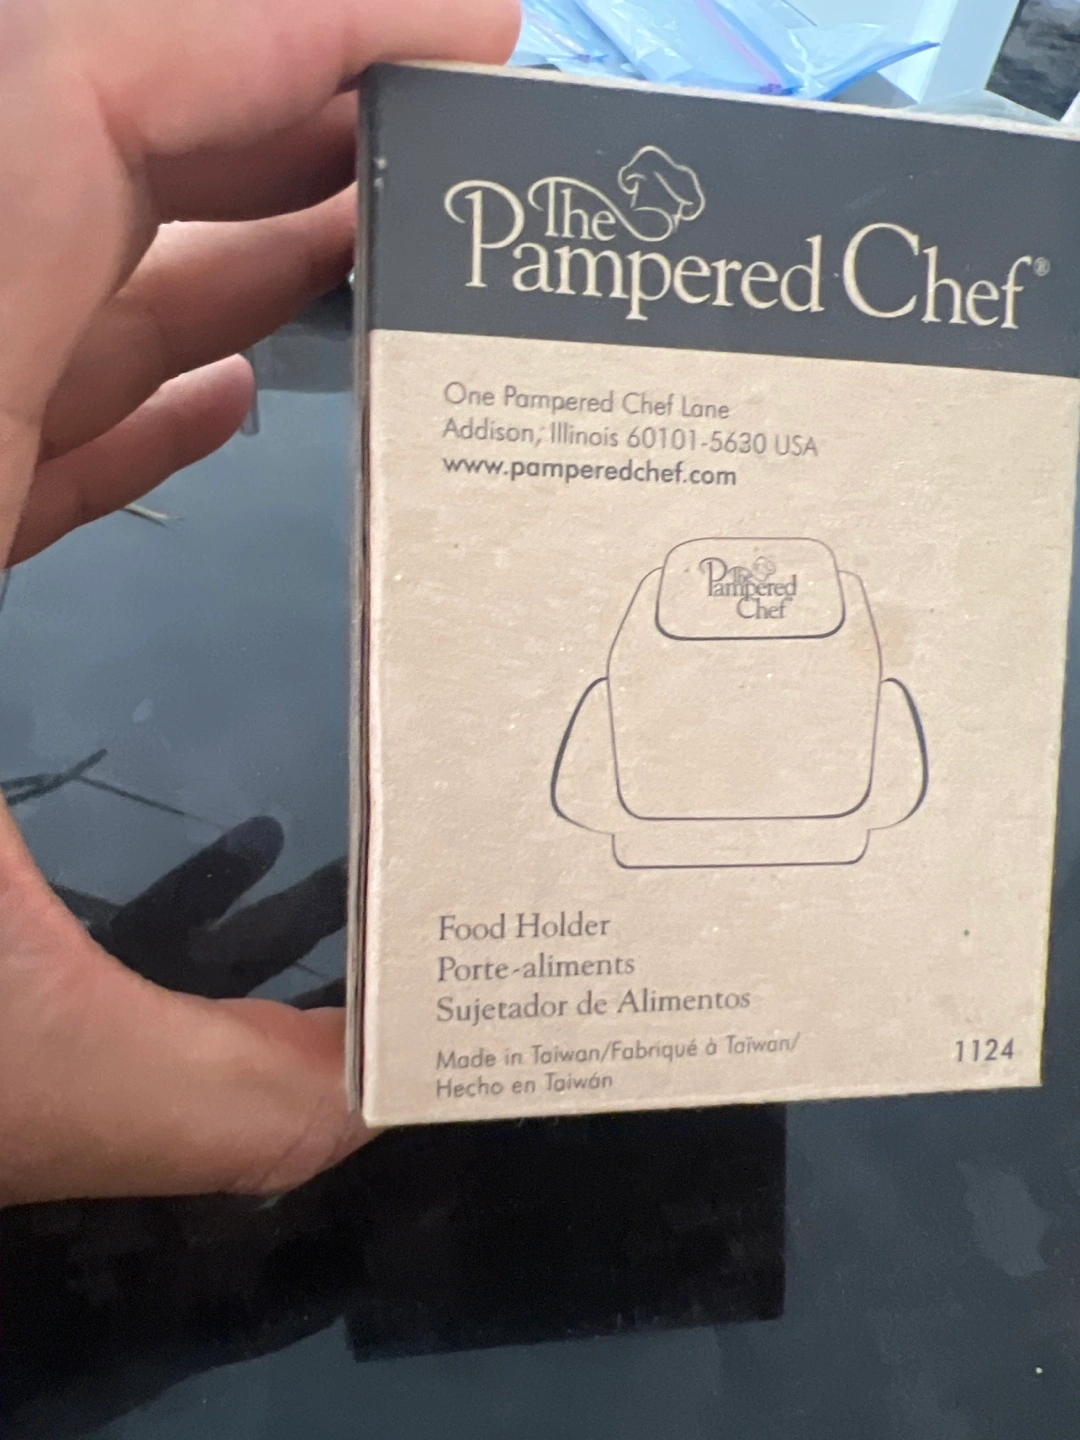 The
Pampered Chef®
One Pampered Chef Lane
Addison, Illinois 60101-5630 USA
www.pamperedchef.com
The
Pampered
Chef
Food Holder
Porte-aliments
Sujetador de Alimentos
Made in Taiwan/Fabriqué à Taïwan/
Hecho en Taiwán
1124